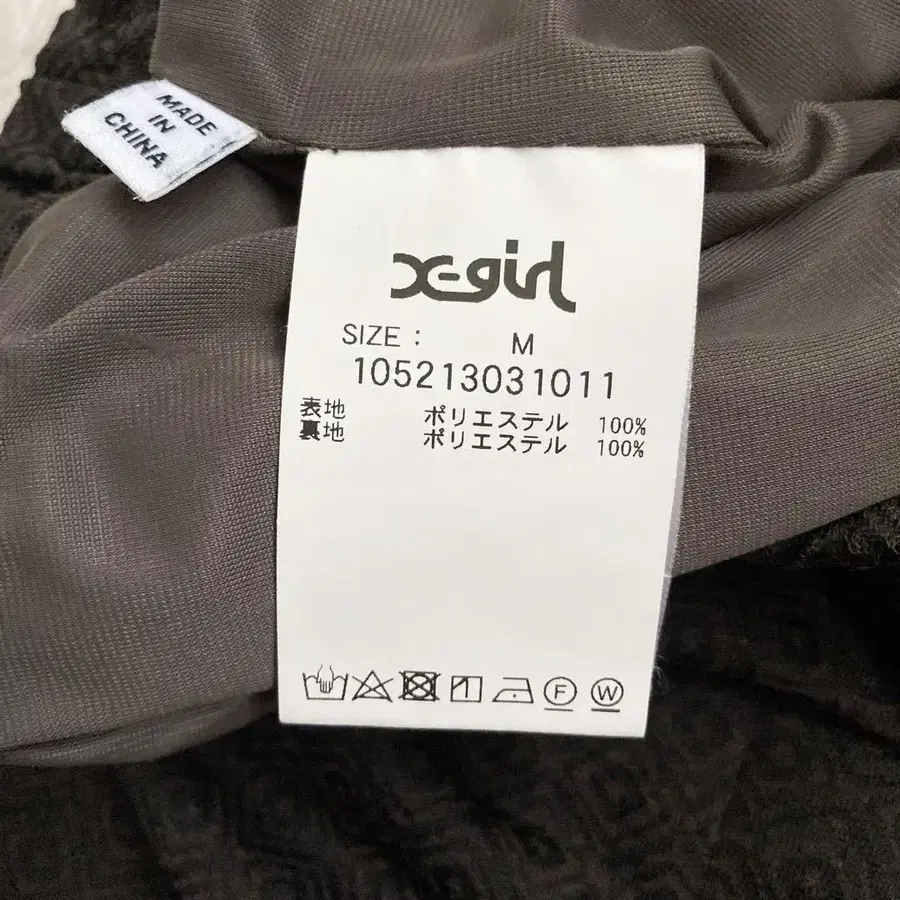 MADE
IN
CHINA
X-girl
SIZE : M
105213031011
表地 ポリエステル 100%
裏地 ポリエステル 100%
F W